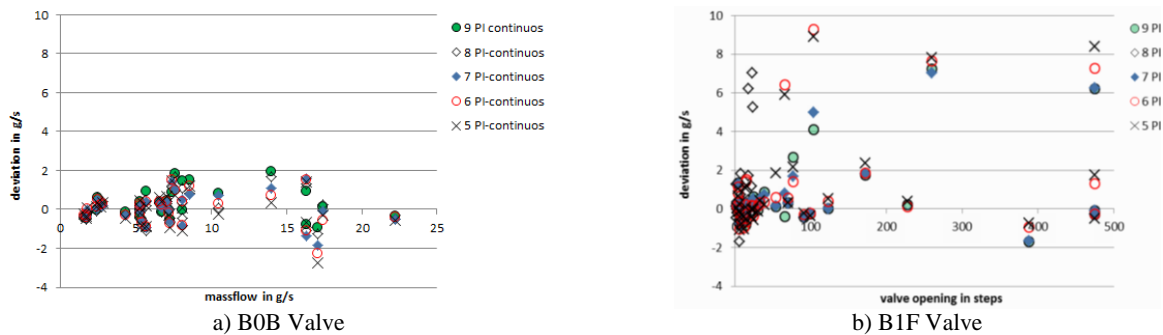 10
8
6
4
2
0
-2
-4
0
5
10
15
20
25
deviation in g/s
massflow in g/s
9 PI continuos
8 PI-continuos
7 PI-continuos
6 PI-continuos
5 PI-continuos
a) B0B Valve
10
8
6
4
2
0
-2
-4
100
200
300
400
500
deviation in g/s
valve opening in steps
9 PI
8 PI
7 PI
6 PI
5 PI
b) B1F Valve